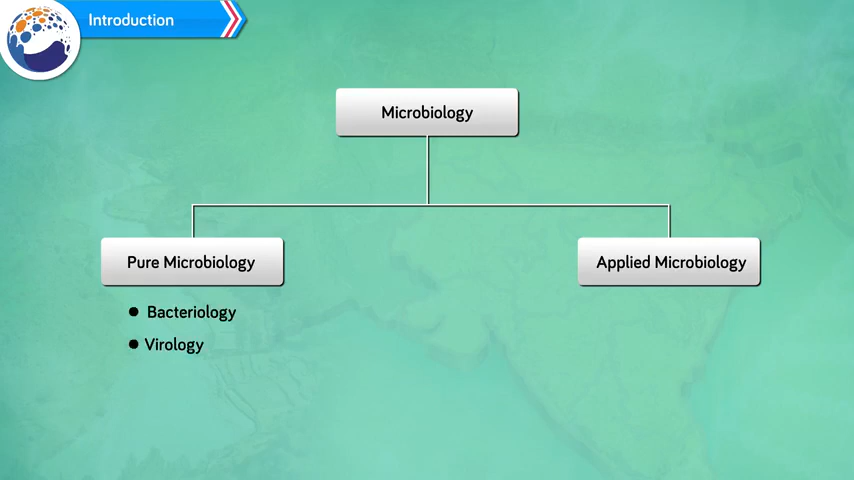 Introduction
Microbiology
Pure Microbiology
Applied Microbiology
● Bacteriology
● Virology